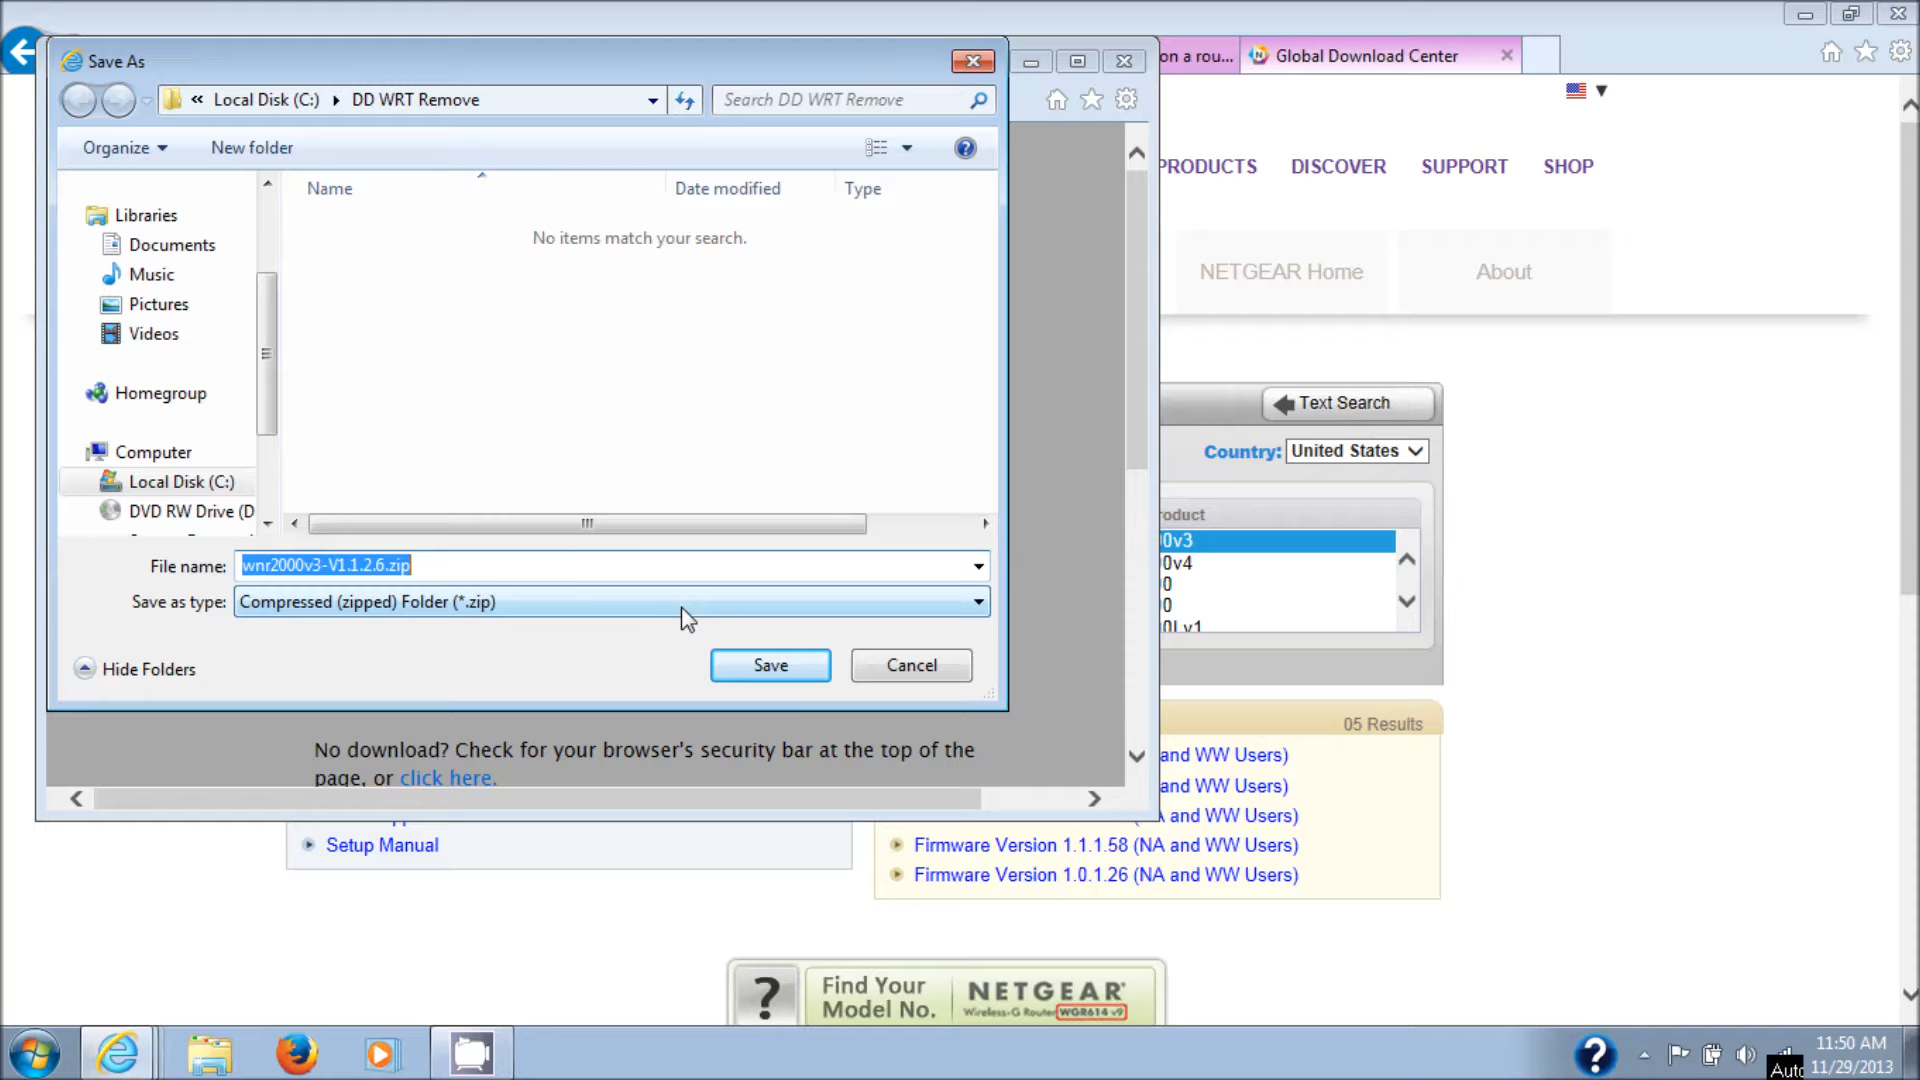 Save As
on a rou...
Global Download Center
« Local Disk (C:) ▸ DD WRT Remove
Search DD WRT Remove
Organize
New folder
PRODUCTS
DISCOVER
SUPPORT
SHOP
Name
Date modified
Type
Libraries
No items match your search.
Documents
Music
NETGEAR Home
About
Pictures
Videos
Homegroup
Text Search
Computer
Country:
United States
Local Disk (C:)
DVD RW Drive (D
oduct
0v3
File name:
wnr2000v3-V1.1.2.6.zip
0v4
0
Save as type:
Compressed (zipped) Folder (*.zip)
0
0Lv1
Hide Folders
Save
Cancel
05 Results
No download? Check for your browser's security bar at the top of the
page, or click here.
and WW Users)
and WW Users)
A and WW Users)
Setup Manual
Firmware Version 1.1.1.58 (NA and WW Users)
Firmware Version 1.0.1.26 (NA and WW Users)
?
Find Your
Model No.
NETGEAR®
Wireless-G Router WGR614 v9
11:50 AM
11/29/2013
Auto